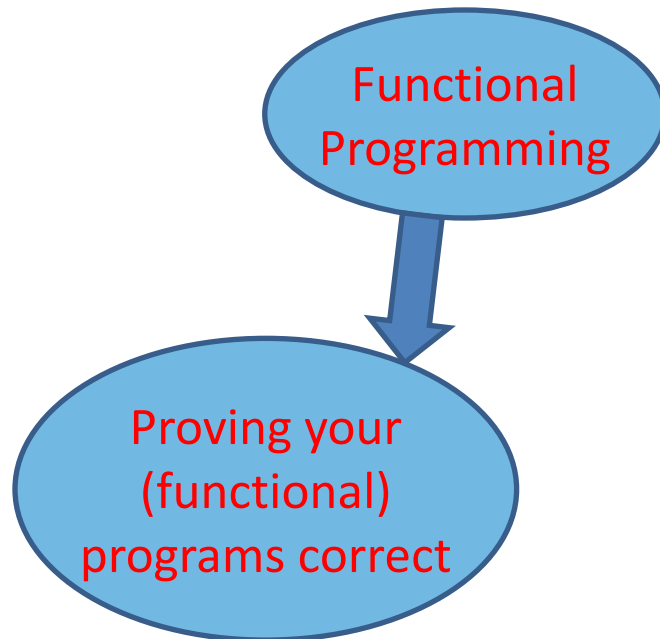 Functional
Programming
Proving your
(functional)
programs correct